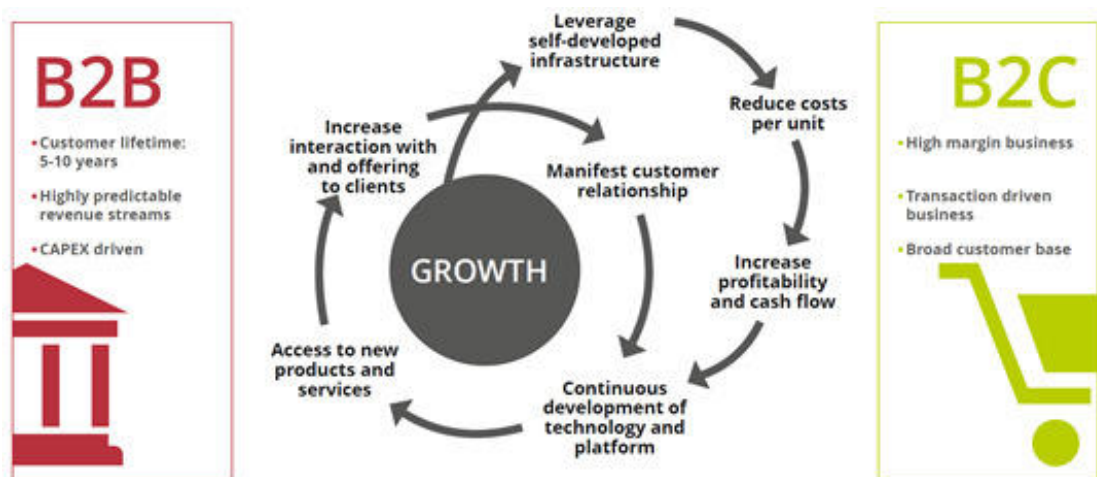 B2B
•Customer lifetime:
5-10 years
•Highly predictable
revenue streams
•CAPEX driven
Leverage
self-developed
infrastructure
Reduce costs
per unit
Increase
profitability
and cash flow
Continuous
development of
technology and
platform
Access to new
products and
services
Increase
interaction with
and offering
to clients
Manifest customer
relationship
GROWTH
B2C
•High margin business
•Transaction driven
business
•Broad customer base